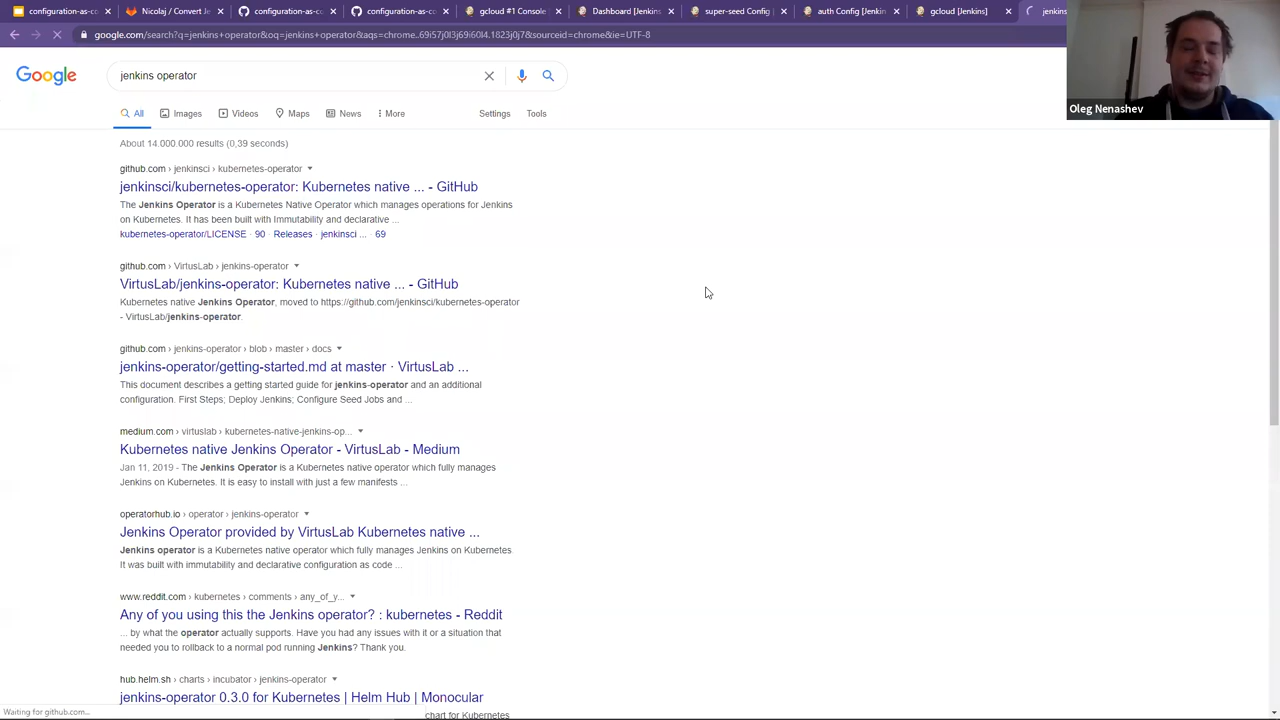 configuration-as-co
Nicolaj / Convert Je
configuration-as-co
configuration-as-co
gcloud #1 Console
Dashboard [Jenkins
super-seed Config [
auth Config [Jenkin
gcloud [Jenkins]
jenkins
google.com/search?q=jenkins+operator&oq=jenkins+operator&aqs=chrome..69i57j0l3j69i60l4.1823j0j7&sourceid=chrome&ie=UTF-8
Oleg Nenashev
Google
jenkins operator
All
Images
Videos
Maps
News
More
Settings
Tools
About 14.000.000 results (0,39 seconds)
github.com › jenkinsci › kubernetes-operator
jenkinsci/kubernetes-operator: Kubernetes native ... - GitHub
The Jenkins Operator is a Kubernetes Native Operator which manages operations for Jenkins
on Kubernetes. It has been built with Immutability and declarative ...
kubernetes-operator/LICENSE · 90 · Releases · jenkinsci ... · 69
github.com › VirtusLab › jenkins-operator
VirtusLab/jenkins-operator: Kubernetes native ... - GitHub
Kubernetes native Jenkins Operator, moved to https://github.com/jenkinsci/kubernetes-operator
- VirtusLab/jenkins-operator.
github.com › jenkins-operator › blob › master › docs
jenkins-operator/getting-started.md at master · VirtusLab ...
This document describes a getting started guide for jenkins-operator and an additional
configuration. First Steps; Deploy Jenkins; Configure Seed Jobs and ...
medium.com › virtuslab › kubernetes-native-jenkins-op...
Kubernetes native Jenkins Operator - VirtusLab - Medium
Jan 11, 2019 - The Jenkins Operator is a Kubernetes native operator which fully manages
Jenkins on Kubernetes. It is easy to install with just a few manifests ...
operatorhub.io › operator › jenkins-operator
Jenkins Operator provided by VirtusLab Kubernetes native ...
Jenkins operator is a Kubernetes native operator which fully manages Jenkins on Kubernetes.
It was built with immutability and declarative configuration as code ...
www.reddit.com › kubernetes › comments › any_of_y...
Any of you using this the Jenkins operator? : kubernetes - Reddit
... by what the operator actually supports. Have you had any issues with it or a situation that
needed you to rollback to a normal pod running Jenkins? Thank you.
hub.helm.sh › charts › incubator › jenkins-operator
jenkins-operator 0.3.0 for Kubernetes | Helm Hub | Monocular
Waiting for github.com...
chart for Kubernetes